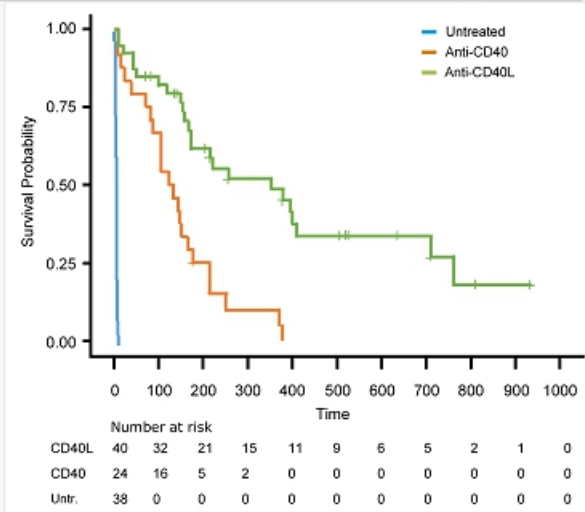 1.00
0.75
0.50
0.25
0.00
Survival Probability
Untreated
Anti-CD40
Anti-CD40L
0 100 200 300 400 500 600 700 800 900 1000
Time
Number at risk
CD40L 40 32 21 15 11 9 6 5 2 1 0
CD40 24 16 5 2 0 0 0 0 0 0 0
Untr. 38 0 0 0 0 0 0 0 0 0 0